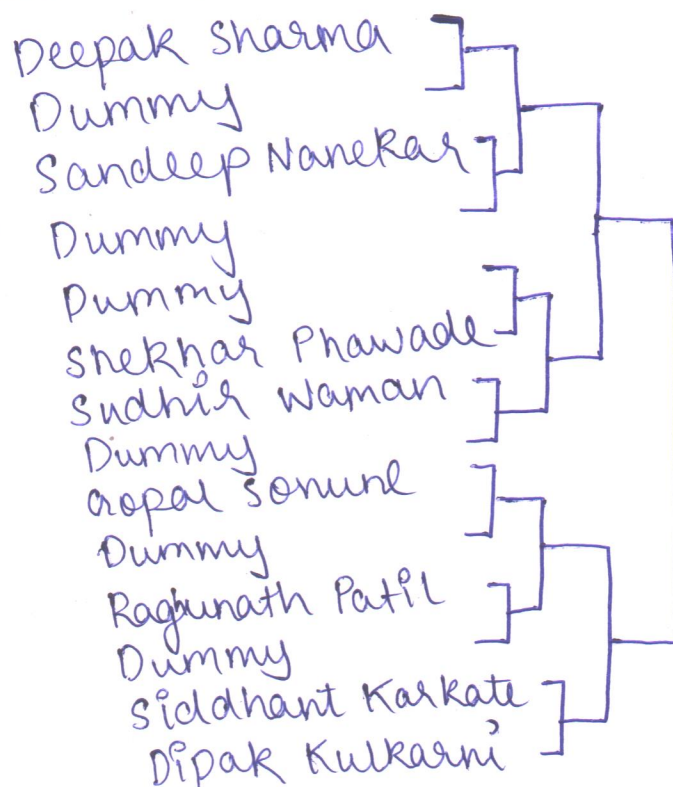 Deepak Sharma
Dummy
Sandeep Nanekar
Dummy
Dummy
Shekhar Phawade
Sudhir Waman
Dummy
Gopal Sonune
Dummy
Raghunath Patil
Dummy
Siddhant Karkate
Dipak Kulkarni